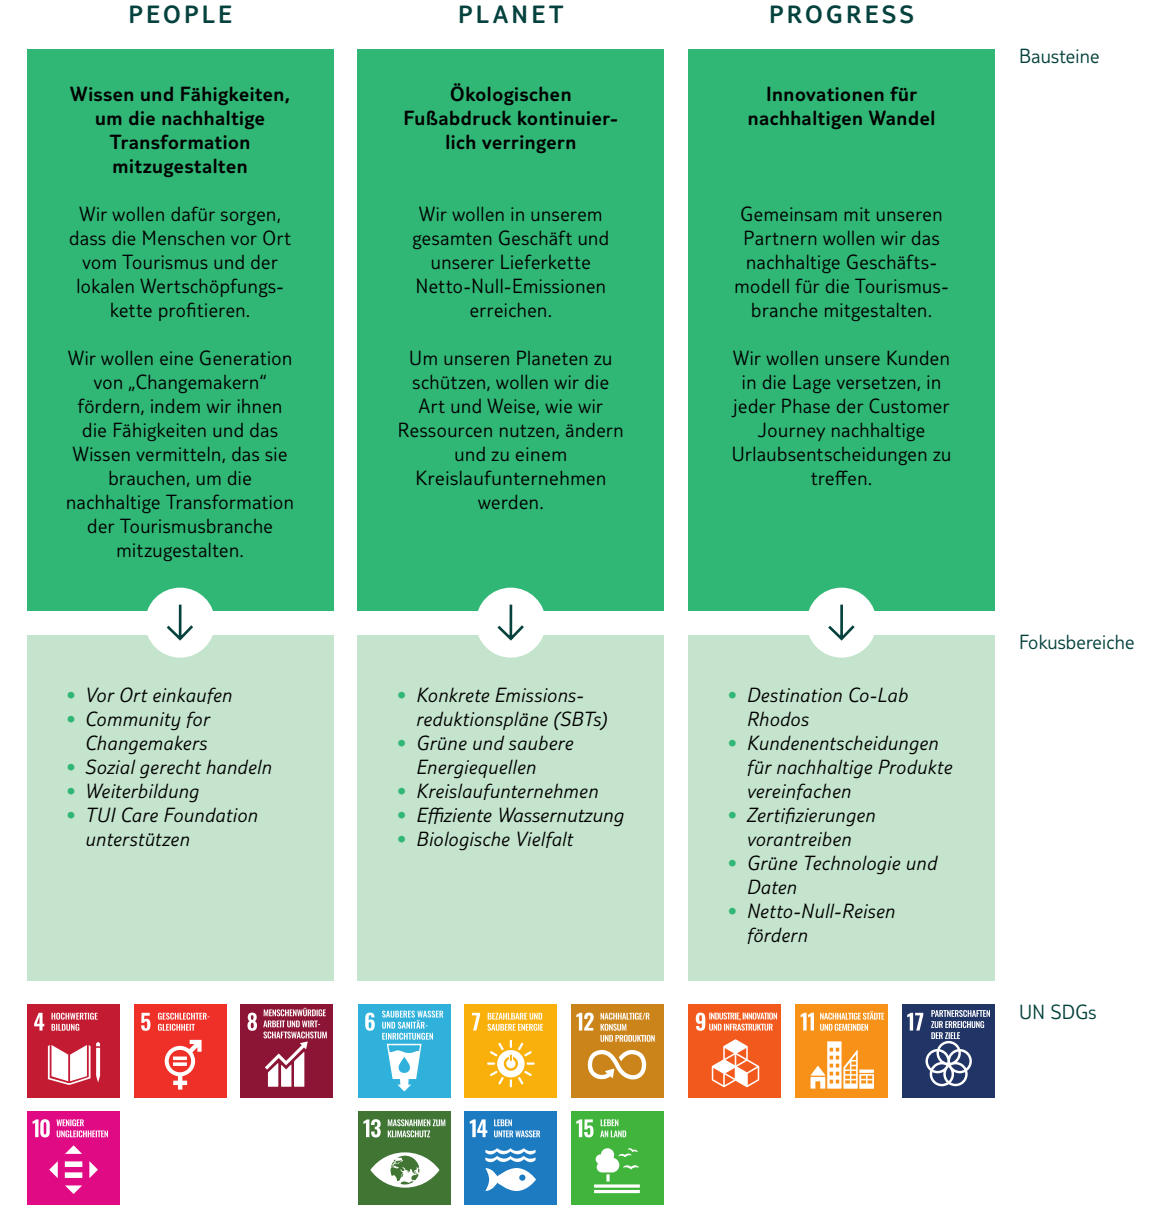 PEOPLE
PLANET
PROGRESS
Bausteine
Wissen und Fähigkeiten,
um die nachhaltige
Transformation
mitzugestalten
Wir wollen dafür sorgen,
dass die Menschen vor Ort
vom Tourismus und der
lokalen Wertschöpfungs-
kette profitieren.
Wir wollen eine Generation
von „Changemakern“
fördern, indem wir ihnen
die Fähigkeiten und das
Wissen vermitteln, das sie
brauchen, um die
nachhaltige Transformation
der Tourismusbranche
mitzugestalten.
Ökologischen
Fußabdruck kontinuier-
lich verringern
Wir wollen in unserem
gesamten Geschäft und
unserer Lieferkette
Netto-Null-Emissionen
erreichen.
Um unseren Planeten zu
schützen, wollen wir die
Art und Weise, wie wir
Ressourcen nutzen, ändern
und zu einem
Kreislaufunternehmen
werden.
Innovationen für
nachhaltigen Wandel
Gemeinsam mit unseren
Partnern wollen wir das
nachhaltige Geschäfts-
modell für die Tourismus-
branche mitgestalten.
Wir wollen unsere Kunden
in die Lage versetzen, in
jeder Phase der Customer
Journey nachhaltige
Urlaubsentscheidungen zu
treffen.
Fokusbereiche
• Vor Ort einkaufen
• Community for
Changemakers
• Sozial gerecht handeln
• Weiterbildung
• TUI Care Foundation
unterstützen
• Konkrete Emissions-
reduktionspläne (SBTs)
• Grüne und saubere
Energiequellen
• Kreislaufunternehmen
• Effiziente Wassernutzung
• Biologische Vielfalt
• Destination Co-Lab
Rhodos
• Kundenentscheidungen
für nachhaltige Produkte
vereinfachen
• Zertifizierungen
vorantreiben
• Grüne Technologie und
Daten
• Netto-Null-Reisen
fördern
UN SDGs
4 HOCHWERTIGE
BILDUNG
5 GESCHLECHTER-
GLEICHHEIT
8 MENSCHENWÜRDIGE
ARBEIT UND WIRT-
SCHAFTSWACHSTUM
10 WENIGER
UNGLEICHHEITEN
6 SAUBERES WASSER
UND SANITÄR-
EINRICHTUNGEN
7 BEZAHLBARE UND
SAUBERE ENERGIE
12 NACHHALTIGE/R
KONSUM
UND PRODUKTION
13 MASSNAHMEN ZUM
KLIMASCHUTZ
14 LEBEN
UNTER WASSER
15 LEBEN
AN LAND
9 INDUSTRIE, INNOVATION
UND INFRASTRUKTUR
11 NACHHALTIGE STÄDTE
UND GEMEINDEN
17 PARTNERSCHAFTEN
ZUR ERREICHUNG
DER ZIELE